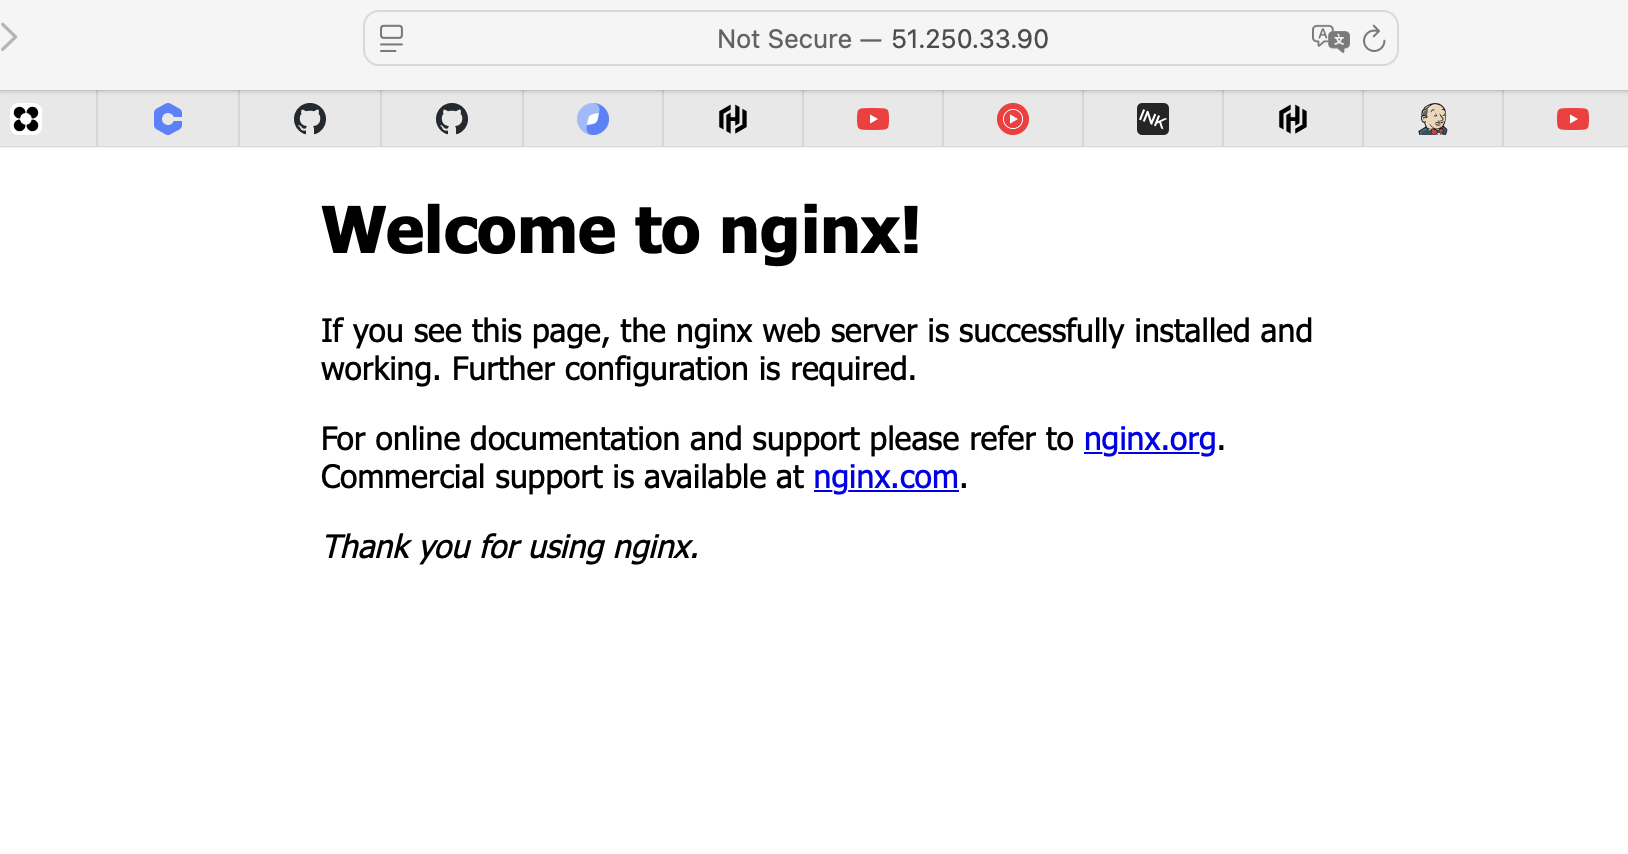 Not Secure — 51.250.33.90
A 文
INK
Welcome to nginx!
If you see this page, the nginx web server is successfully installed and
working. Further configuration is required.
For online documentation and support please refer to nginx.org.
Commercial support is available at nginx.com.
Thank you for using nginx.